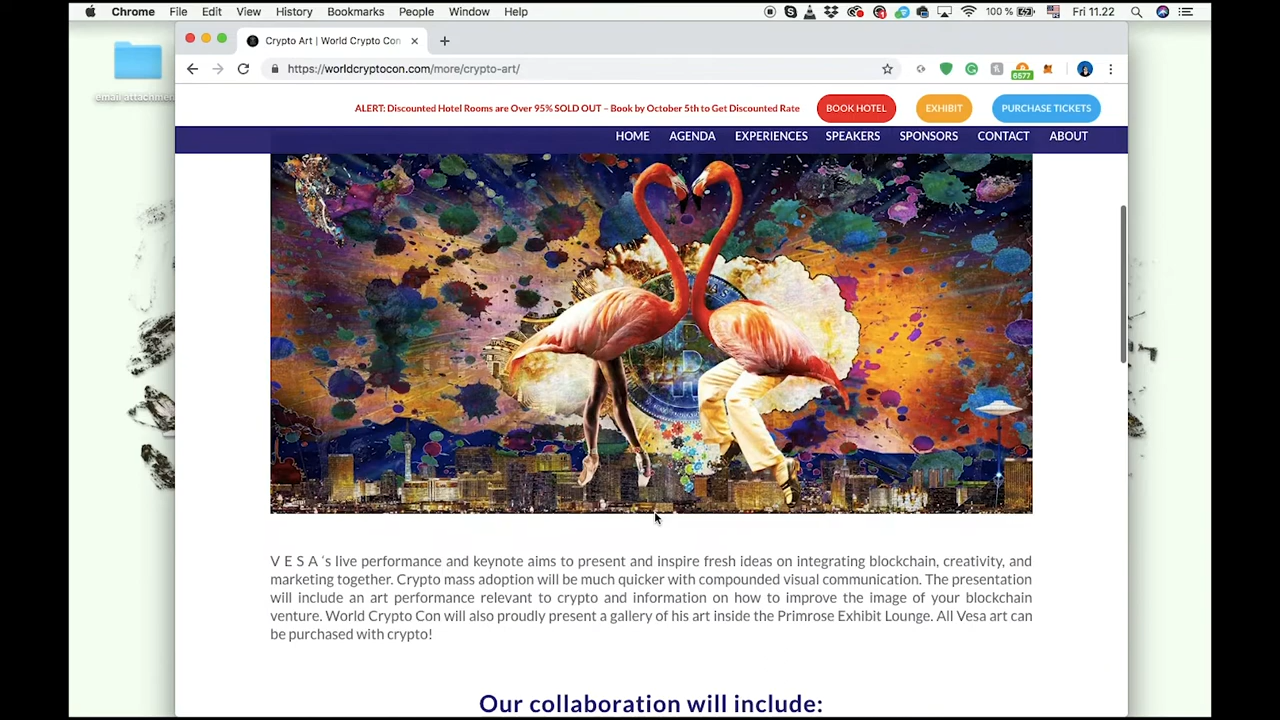 Chrome File Edit View History Bookmarks People Window Help 100 % Fri 11.22
Crypto Art | World Crypto Con
https://worldcryptocon.com/more/crypto-art/
6577
ALERT: Discounted Hotel Rooms are Over 95% SOLD OUT – Book by October 5th to Get Discounted Rate BOOK HOTEL EXHIBIT PURCHASE TICKETS
HOME AGENDA EXPERIENCES SPEAKERS SPONSORS CONTACT ABOUT
V E S A 's live performance and keynote aims to present and inspire fresh ideas on integrating blockchain, creativity, and
marketing together. Crypto mass adoption will be much quicker with compounded visual communication. The presentation
will include an art performance relevant to crypto and information on how to improve the image of your blockchain
venture. World Crypto Con will also proudly present a gallery of his art inside the Primrose Exhibit Lounge. All Vesa art can
be purchased with crypto!
Our collaboration will include: